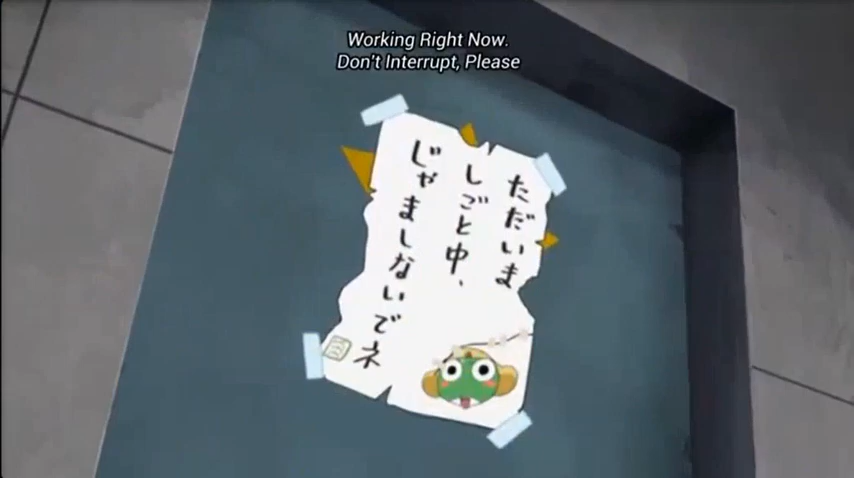 Working Right Now.
Don't Interrupt, Please
ただいま
しごと中、
じゃましないでネ